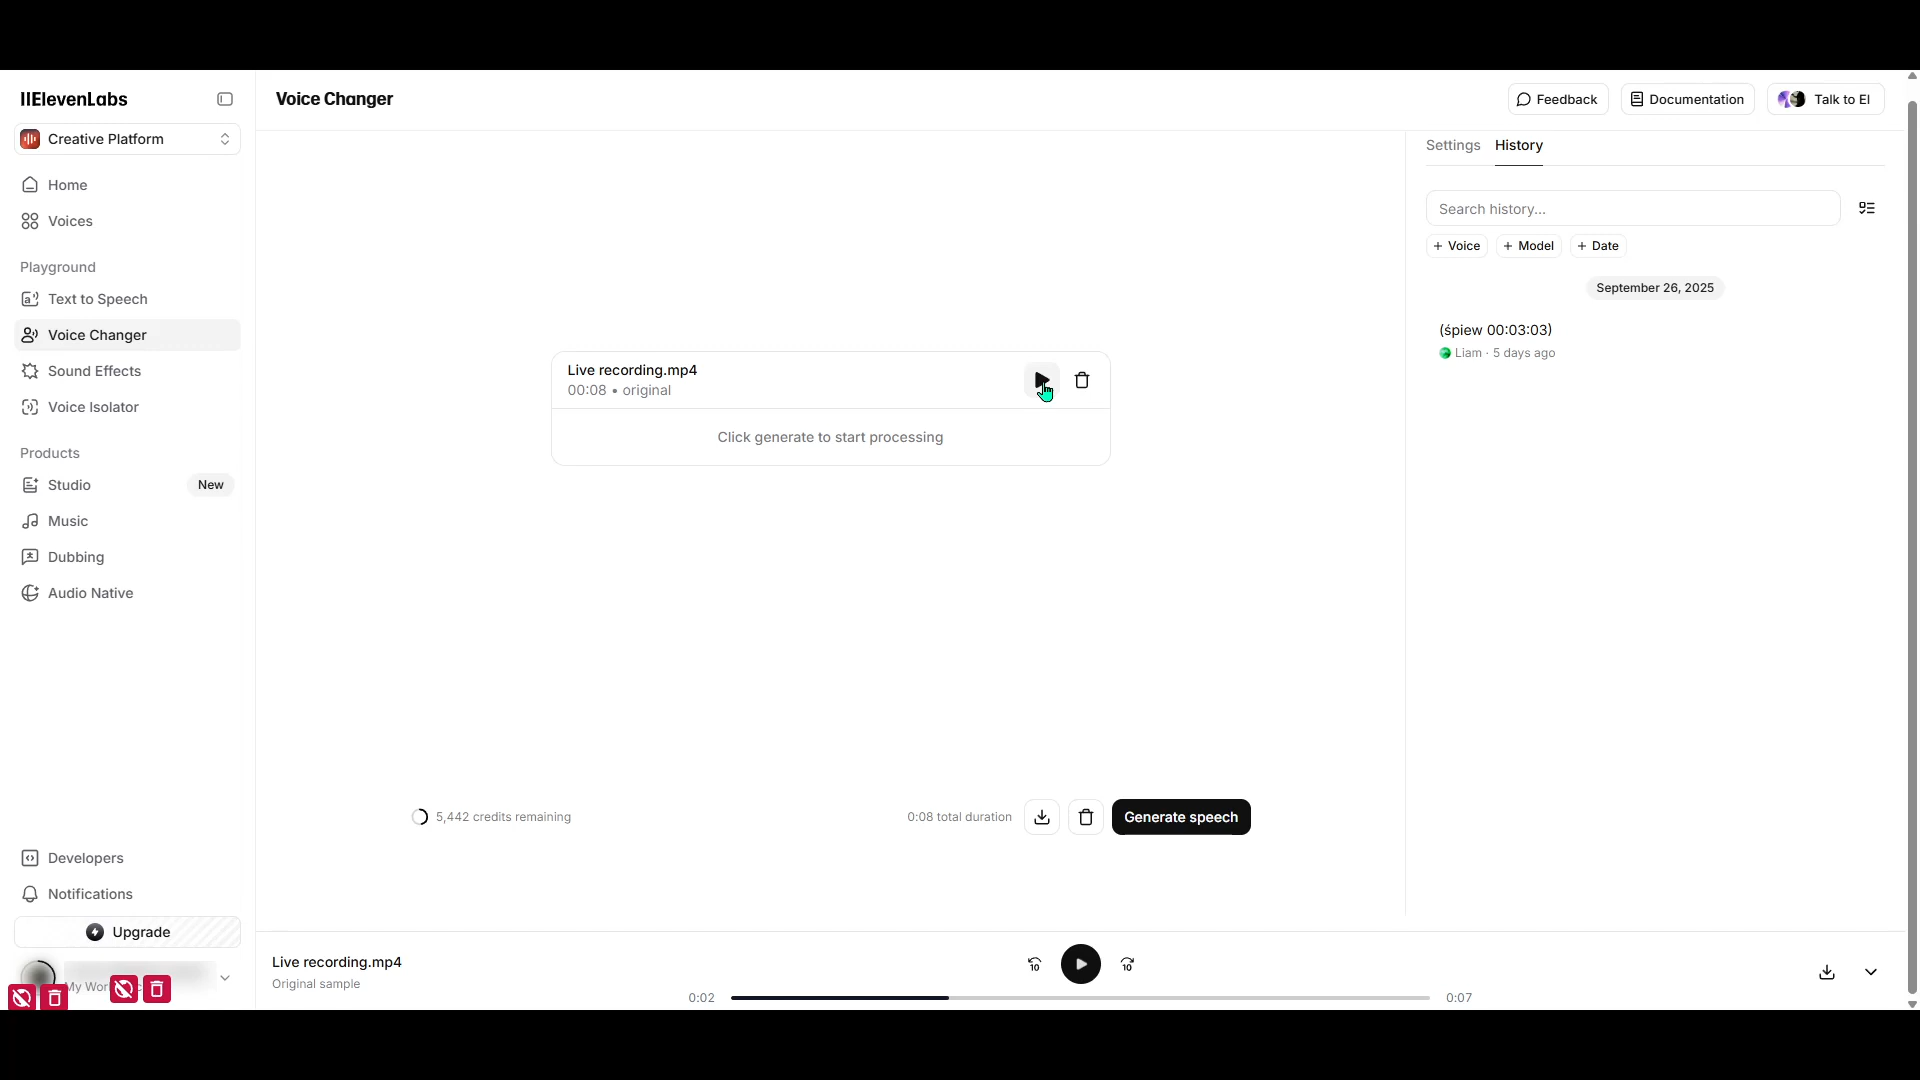 IIElevenLabs
Creative Platform
Home
Voices
Playground
Text to Speech
Voice Changer
Sound Effects
Voice Isolator
Products
Studio
New
Music
Dubbing
Audio Native
Developers
Notifications
Upgrade
Voice Changer
Feedback
Documentation
Talk to El
Live recording.mp4
00:08 • original
Click generate to start processing
5,442 credits remaining
0:08 total duration
Generate speech
Settings
History
Search history...
+ Voice
+ Model
+ Date
September 26, 2025
(śpiew 00:03:03)
Liam · 5 days ago
Live recording.mp4
Original sample
10
10
0:02
0:07